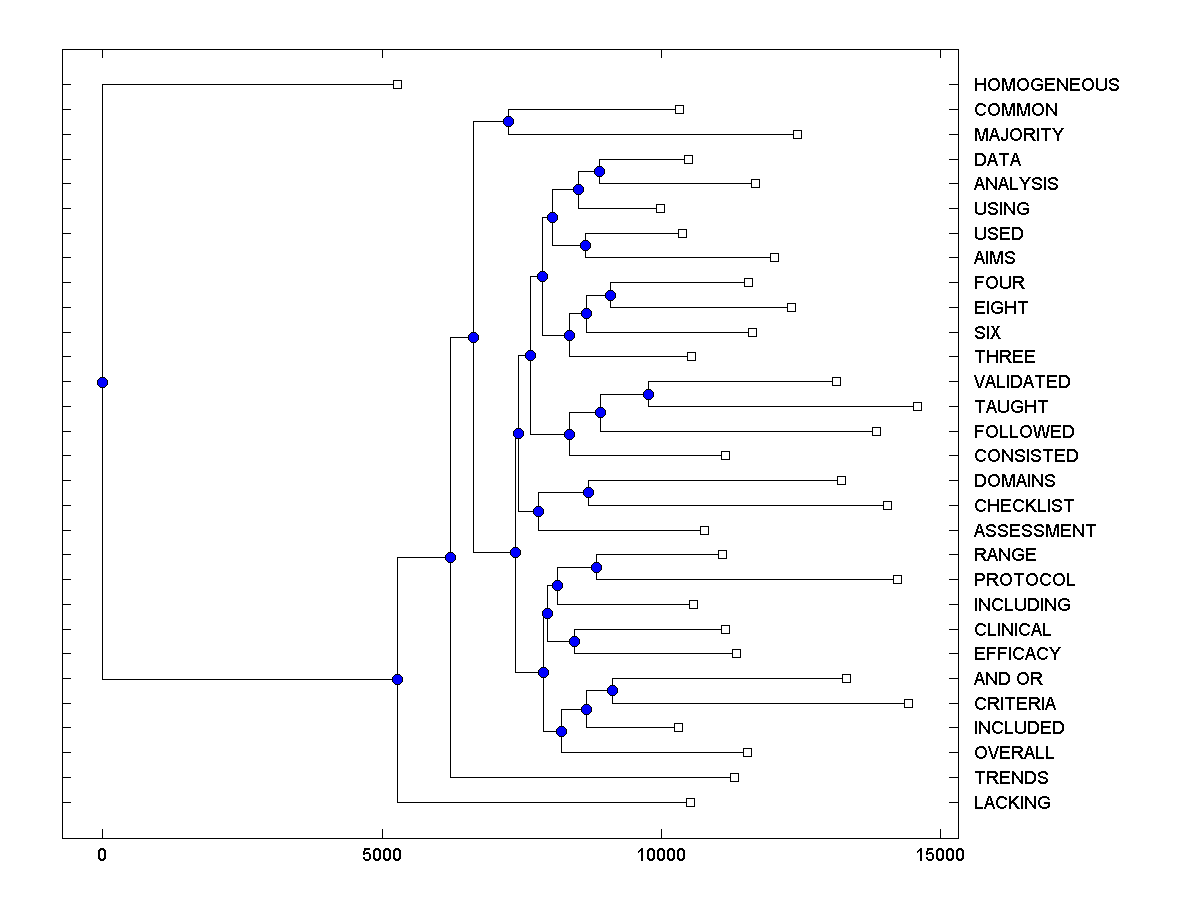 HOMOGENEOUS
COMMON
MAJORITY
DATA
ANALYSIS
USING
USED
AIMS
FOUR
EIGHT
SIX
THREE
VALIDATED
TAUGHT
FOLLOWED
CONSISTED
DOMAINS
CHECKLIST
ASSESSMENT
RANGE
PROTOCOL
INCLUDING
CLINICAL
EFFICACY
AND OR
CRITERIA
INCLUDED
OVERALL
TRENDS
LACKING
0 5000 10000 15000